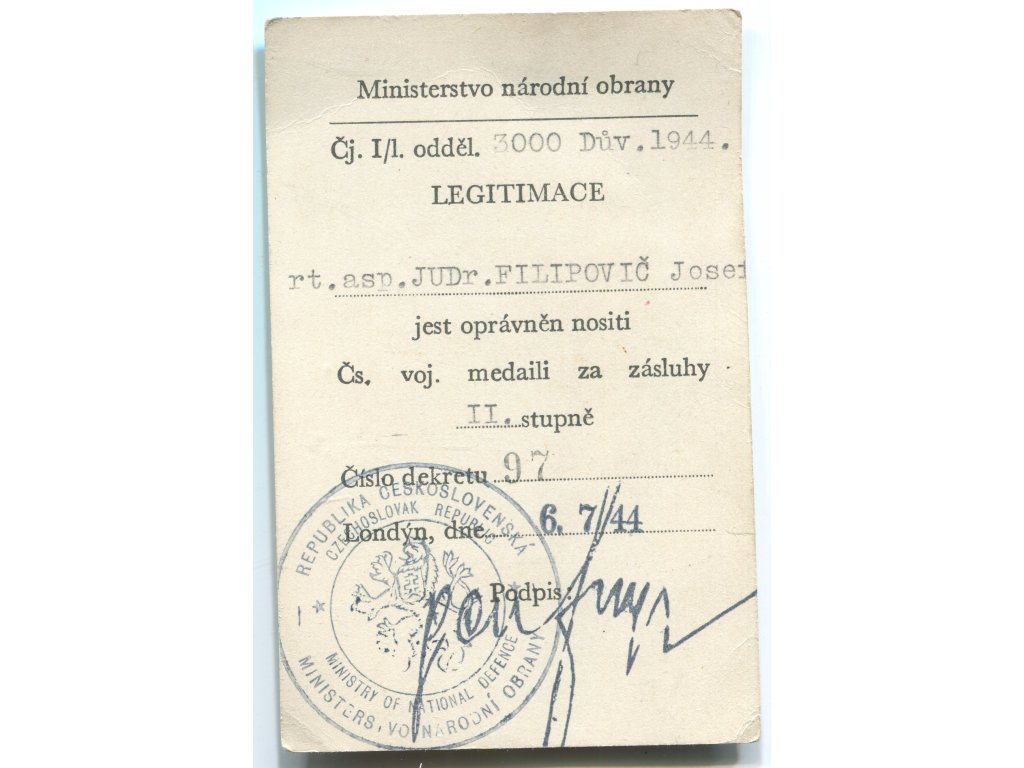 Ministerstvo národní obrany
Čj. I/1. odděl. 3000 Dův.1944.
LEGITIMACE
rt.asp.JUDr.FILIPOVIČ Josef
jest oprávněn nositi
Čs. voj. medaili za zásluhy
II. stupně
Číslo dekretu 97
Londýn, dne 6. 7/44
Podpis:
REPUBLIKA ČESKOSLOVENSKÁ
CZECHOSLOVAK REPUBLIC
MINISTRY OF NATIONAL DEFENCE
MINISTERSTVO NÁRODNÍ OBRANY